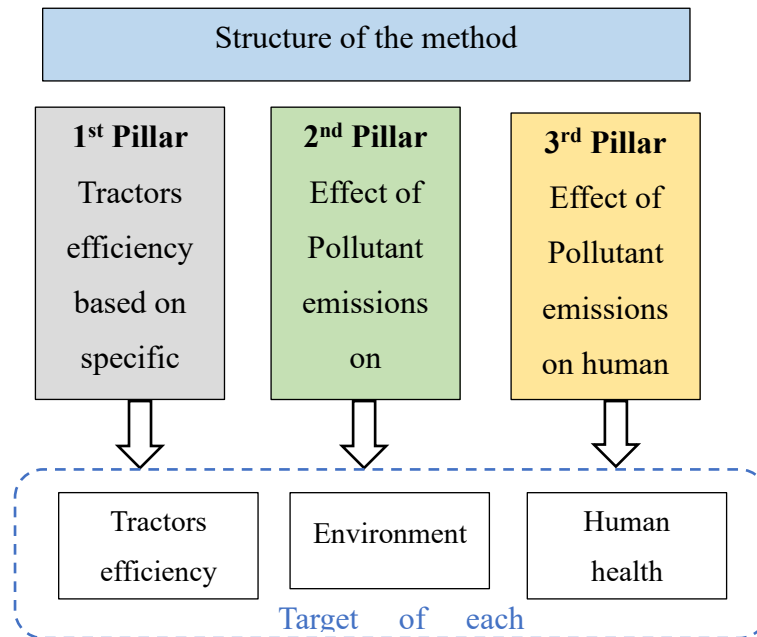 Structure of the method
1st Pillar
Tractors
efficiency
based on
specific
2nd Pillar
Effect of
Pollutant
emissions
on
3rd Pillar
Effect of
Pollutant
emissions
on human
Tractors
efficiency
Environment
Human
health
Target of each